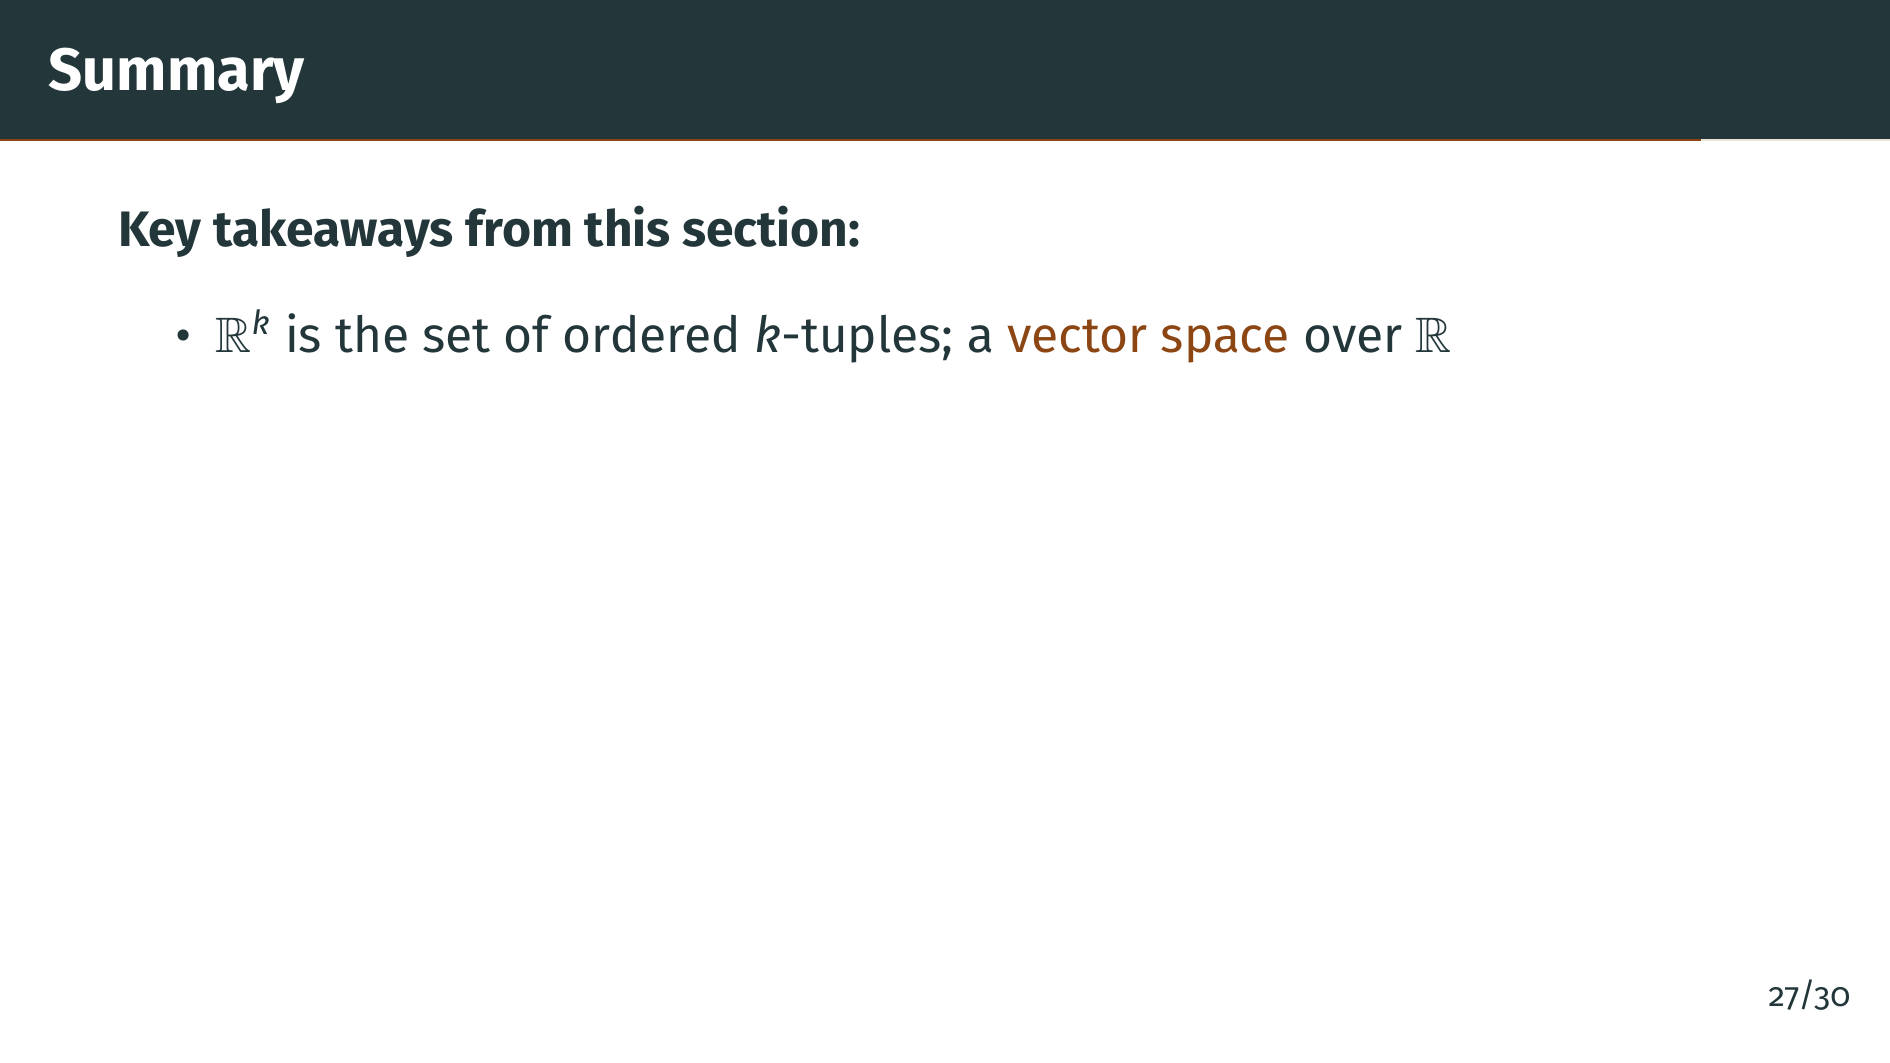 Summary
Key takeaways from this section:
• ℝᵏ is the set of ordered k-tuples; a vector space over ℝ
27/30